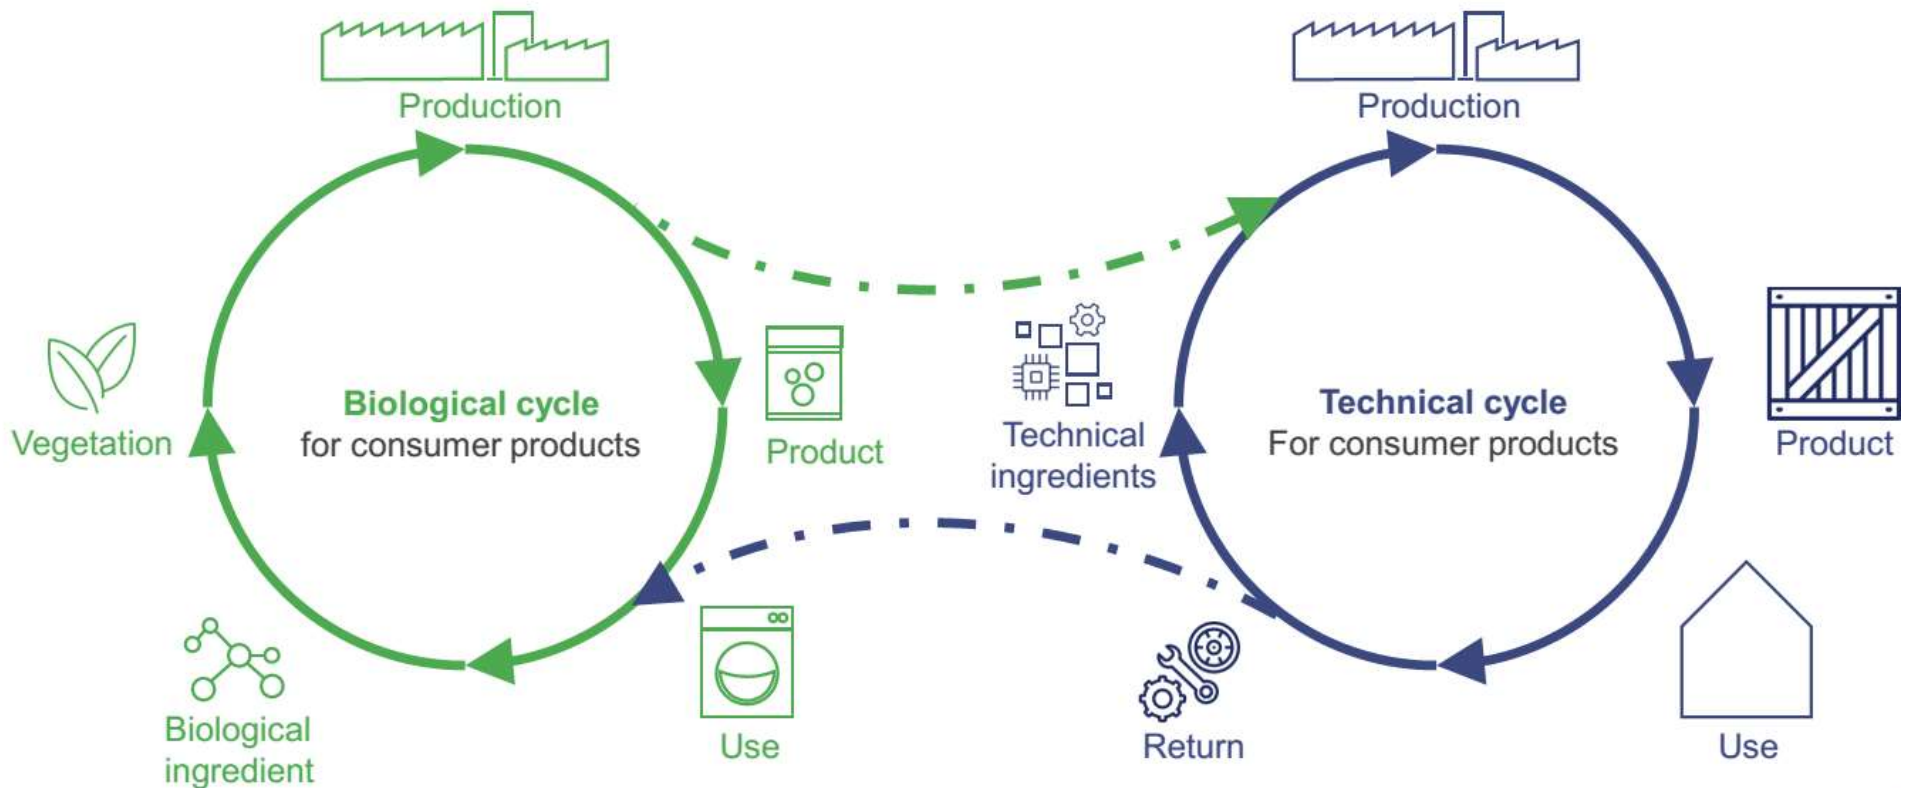 Production
Production
Biological cycle
for consumer products
Vegetation
Product
Technical
ingredients
Technical cycle
For consumer products
Product
Biological
ingredient
Use
Return
Use